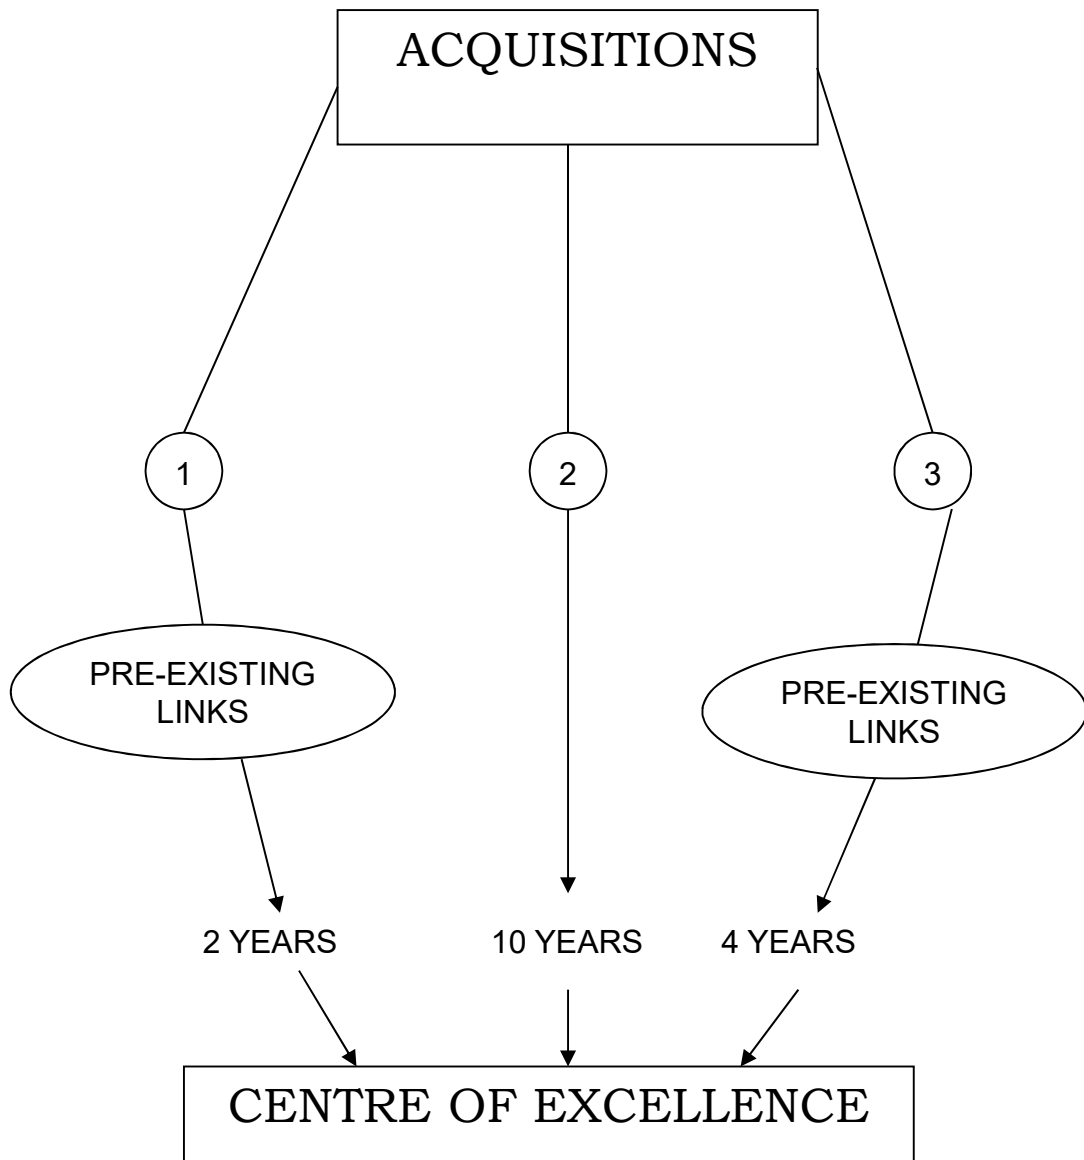 ACQUISITIONS
1
2
3
PRE-EXISTING
LINKS
PRE-EXISTING
LINKS
2 YEARS
10 YEARS
4 YEARS
CENTRE OF EXCELLENCE